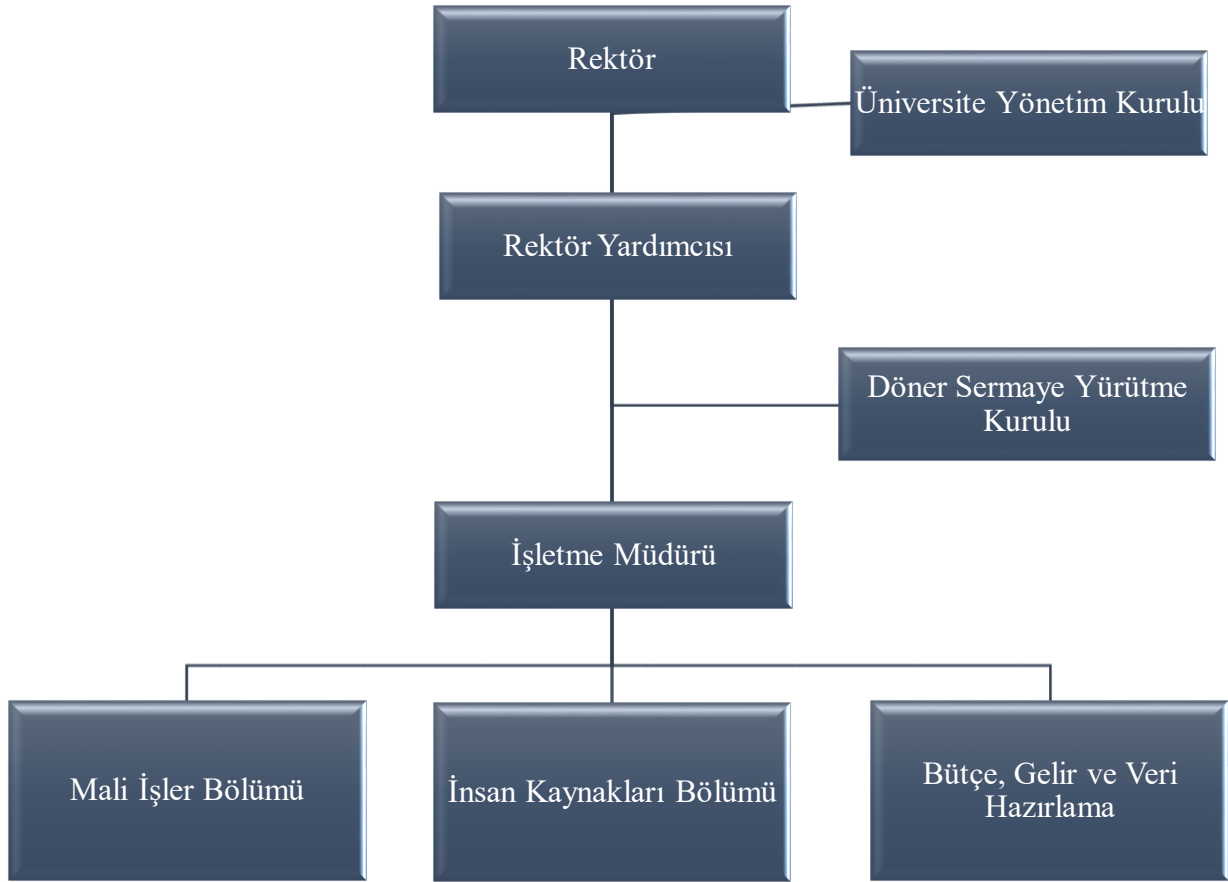 Rektör
Üniversite Yönetim Kurulu
Rektör Yardımcısı
Döner Sermaye Yürütme
Kurulu
İşletme Müdürü
Mali İşler Bölümü
İnsan Kaynakları Bölümü
Bütçe, Gelir ve Veri
Hazırlama